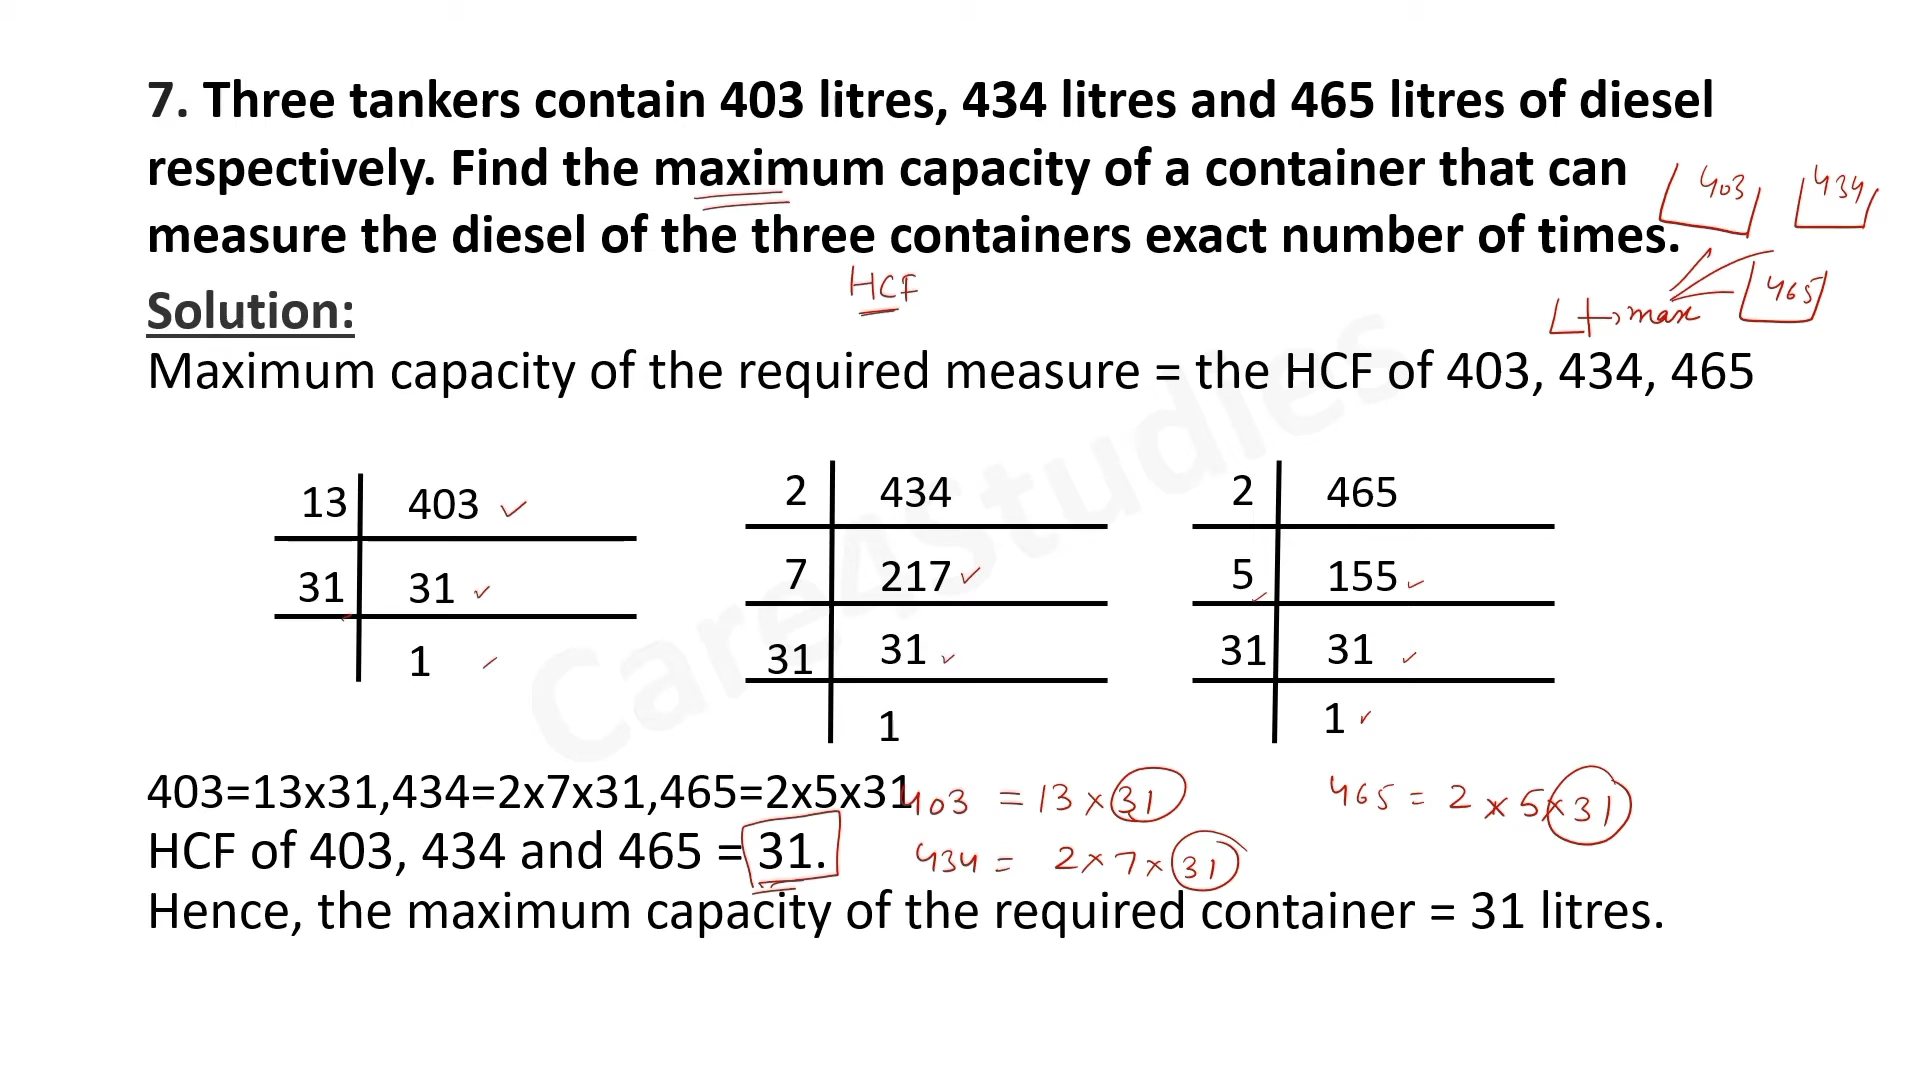 7. Three tankers contain 403 litres, 434 litres and 465 litres of diesel
respectively. Find the maximum capacity of a container that can
403 434
measure the diesel of the three containers exact number of times.
HCF
465
max
Solution:
Maximum capacity of the required measure = the HCF of 403, 434, 465
Care4Studies
13 403
31 31
1
2 434
7 217
31 31
1
2 465
5 155
31 31
1
403=13x31,434=2x7x31,465=2x5x31
403 = 13 × 31
465 = 2 × 5 × 31
HCF of 403, 434 and 465 = 31.
434 = 2 × 7 × 31
Hence, the maximum capacity of the required container = 31 litres.